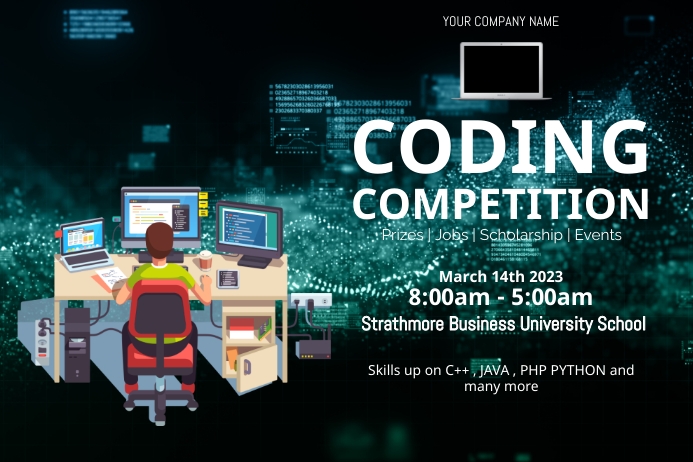 YOUR COMPANY NAME
CODING
COMPETITION
Prizes | Jobs | Scholarship | Events
March 14th 2023
8:00am - 5:00am
Strathmore Business University School
Skills up on C++ , JAVA , PHP PYTHON and
many more